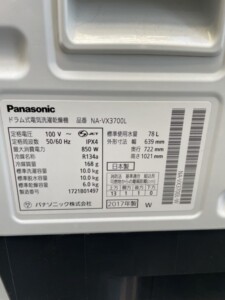 Panasonic
ドラム式電気洗濯乾燥機 品番 NA-VX3700L
定格電圧 100 V
定格周波数 50/60 Hz
防水 IPX4
最大消費電力 850 W
冷媒 R134a
冷媒量 168 g
標準洗濯容量 10.0 kg
標準脱水容量 10.0 kg
標準乾燥容量 6.0 kg
製造番号 1721B01497
標準使用水量 78 L
外形寸法 幅 639 mm
奥行 722 mm
高さ 1021 mm
日本製
パナソニック株式会社
2017年製 W